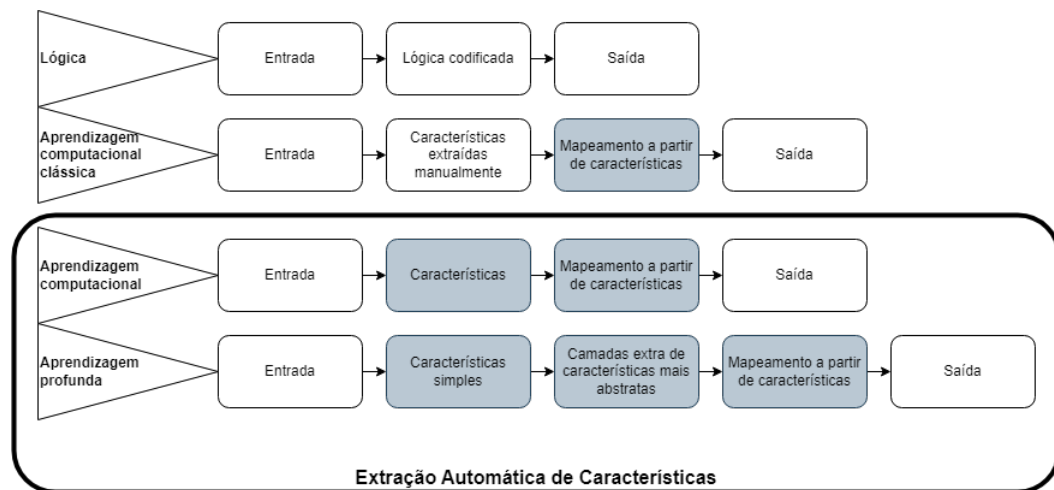 Lógica
Entrada
Lógica codificada
Saída
Aprendizagem
computacional
clássica
Entrada
Características
extraídas
manualmente
Mapeamento a partir
de características
Saída
Aprendizagem
computacional
Entrada
Características
Mapeamento a partir
de características
Saída
Aprendizagem
profunda
Entrada
Características
simples
Camadas extra de
características mais
abstratas
Mapeamento a partir
de características
Saída
Extração Automática de Características